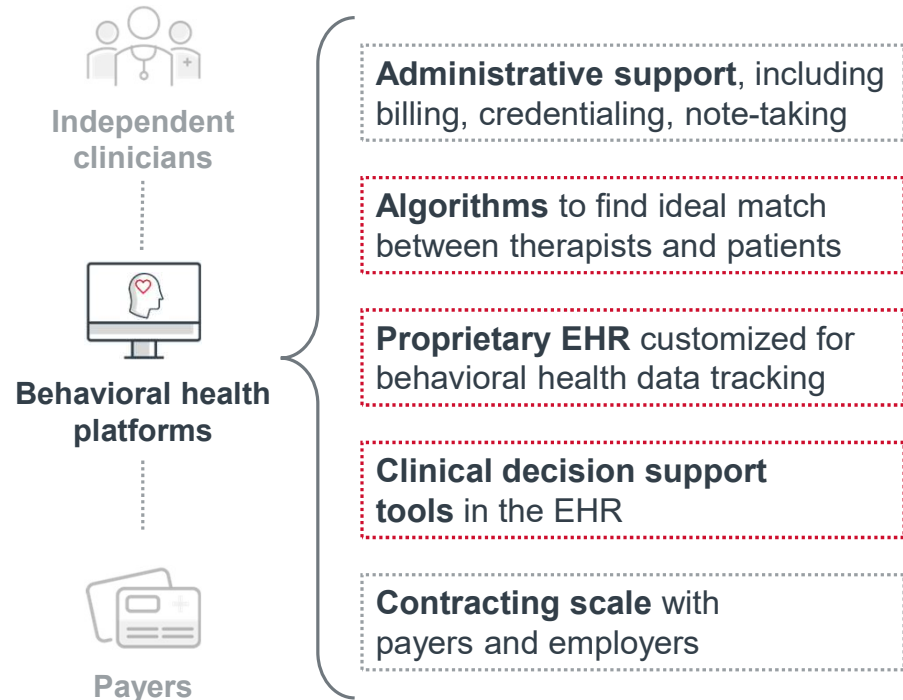 Independent
clinicians
Behavioral health
platforms
Payers
Administrative support, including
billing, credentialing, note-taking
Algorithms to find ideal match
between therapists and patients
Proprietary EHR customized for
behavioral health data tracking
Clinical decision support
tools in the EHR
Contracting scale with
payers and employers